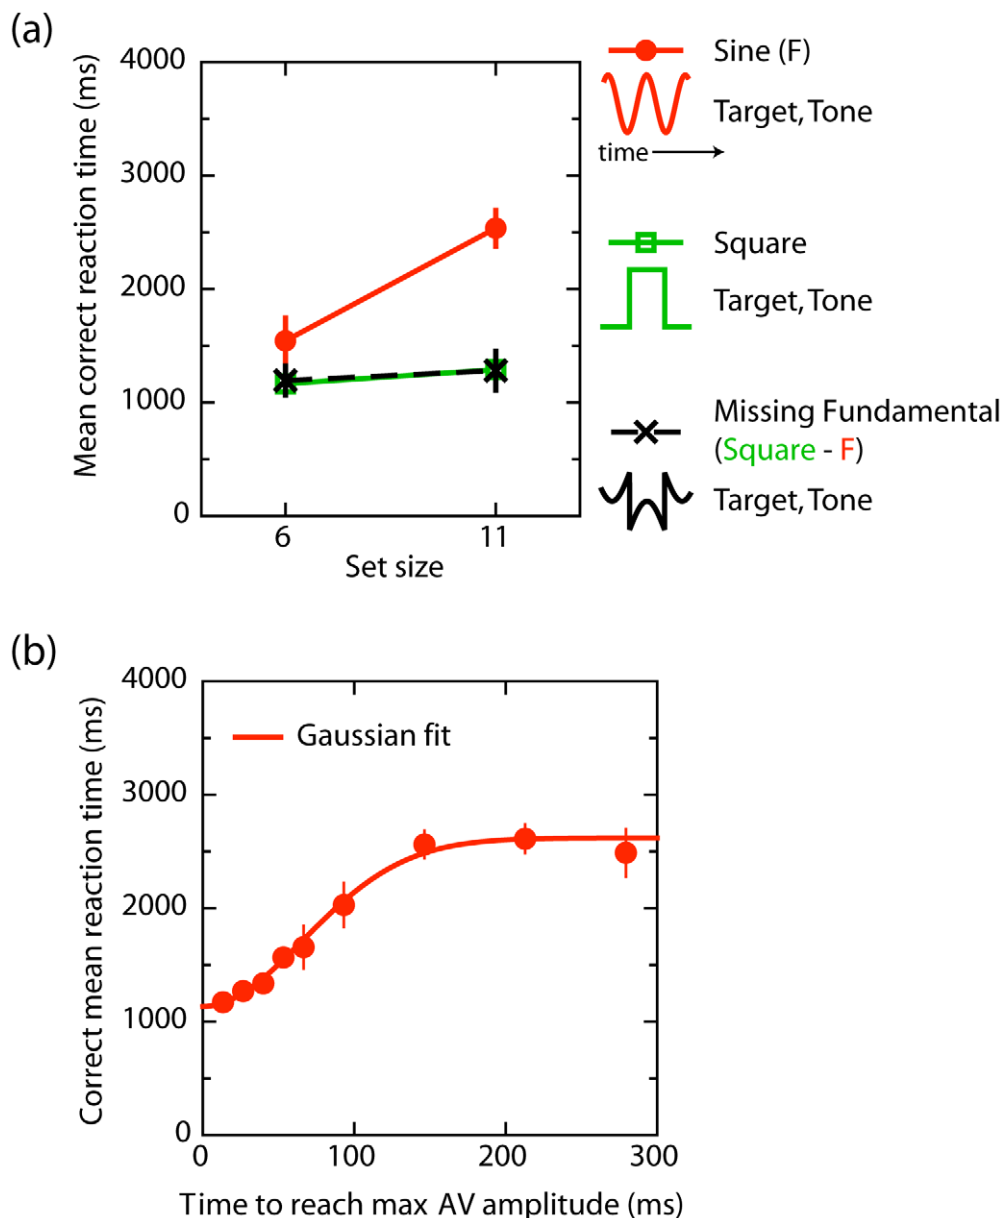 (a)
4000
3000
2000
1000
0
Mean correct reaction time (ms)
6
11
Set size
Sine (F)
Target, Tone
time
Square
Target, Tone
Missing Fundamental
(Square - F)
Target, Tone
(b)
4000
3000
2000
1000
0
Correct mean reaction time (ms)
Gaussian fit
0
100
200
300
Time to reach max AV amplitude (ms)